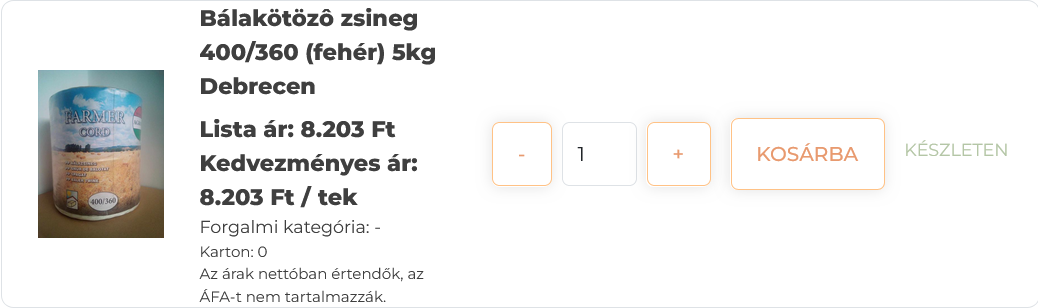 Bálakötözô zsineg
400/360 (fehér) 5kg
Debrecen
FARMER
CORD
400/360
Lista ár: 8.203 Ft
Kedvezményes ár:
8.203 Ft / tek
Forgalmi kategória: -
Karton: 0
Az árak nettóban értendők, az
ÁFA-t nem tartalmazzák.
- 1 + KOSÁRBA KÉSZLETEN